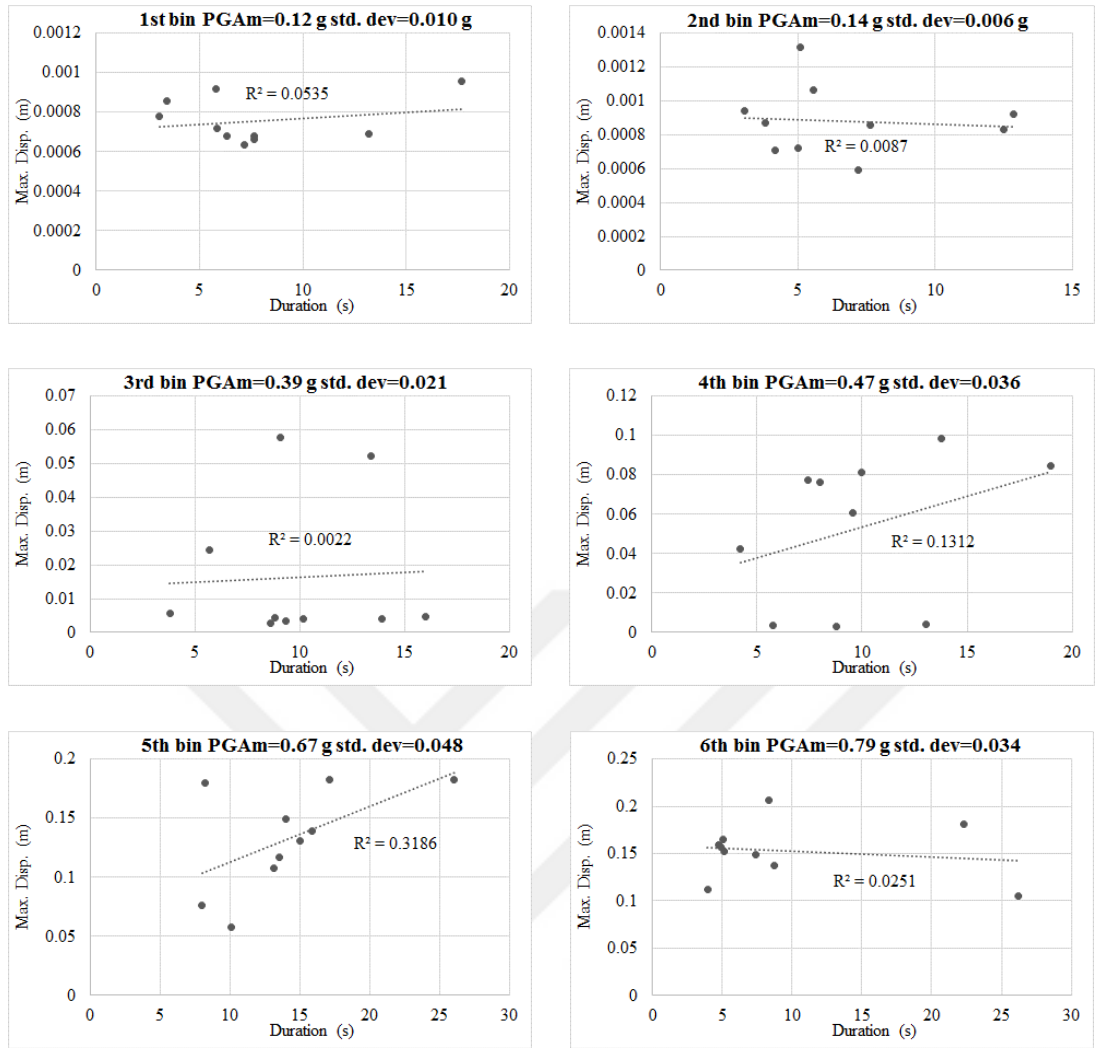 1st bin PGAm=0.12 g std. dev=0.010 g
0.0012
0.001
0.0008
0.0006
0.0004
0.0002
0
Max. Disp. (m)
R² = 0.0535
0 5 10 15 20
Duration (s)
2nd bin PGAm=0.14 g std. dev=0.006 g
0.0014
0.0012
0.001
0.0008
0.0006
0.0004
0.0002
0
Max. Disp. (m)
R² = 0.0087
0 5 10 15
Duration (s)
3rd bin PGAm=0.39 g std. dev=0.021
0.07
0.06
0.05
0.04
0.03
0.02
0.01
0
Max. Disp. (m)
R² = 0.0022
0 5 10 15 20
Duration (s)
4th bin PGAm=0.47 g std. dev=0.036
0.12
0.1
0.08
0.06
0.04
0.02
0
Max. Disp. (m)
R² = 0.1312
0 5 10 15 20
Duration (s)
5th bin PGAm=0.67 g std. dev=0.048
0.2
0.15
0.1
0.05
0
Max. Disp. (m)
R² = 0.3186
0 5 10 15 20 25 30
Duration (s)
6th bin PGAm=0.79 g std. dev=0.034
0.25
0.2
0.15
0.1
0.05
0
Max. Disp. (m)
R² = 0.0251
0 5 10 15 20 25 30
Duration (s)